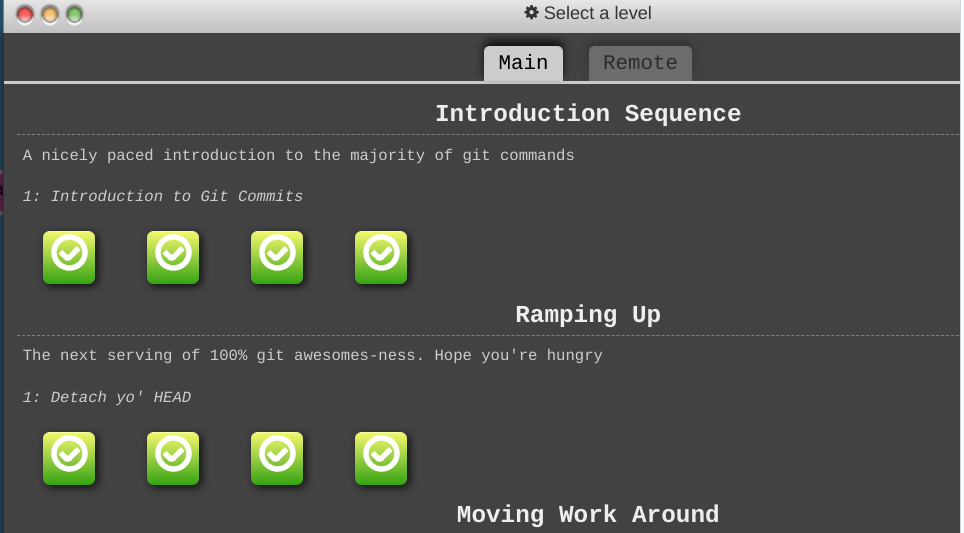 Select a level
Main Remote
Introduction Sequence
A nicely paced introduction to the majority of git commands
1: Introduction to Git Commits
Ramping Up
The next serving of 100% git awesomes-ness. Hope you're hungry
1: Detach yo' HEAD
Moving Work Around